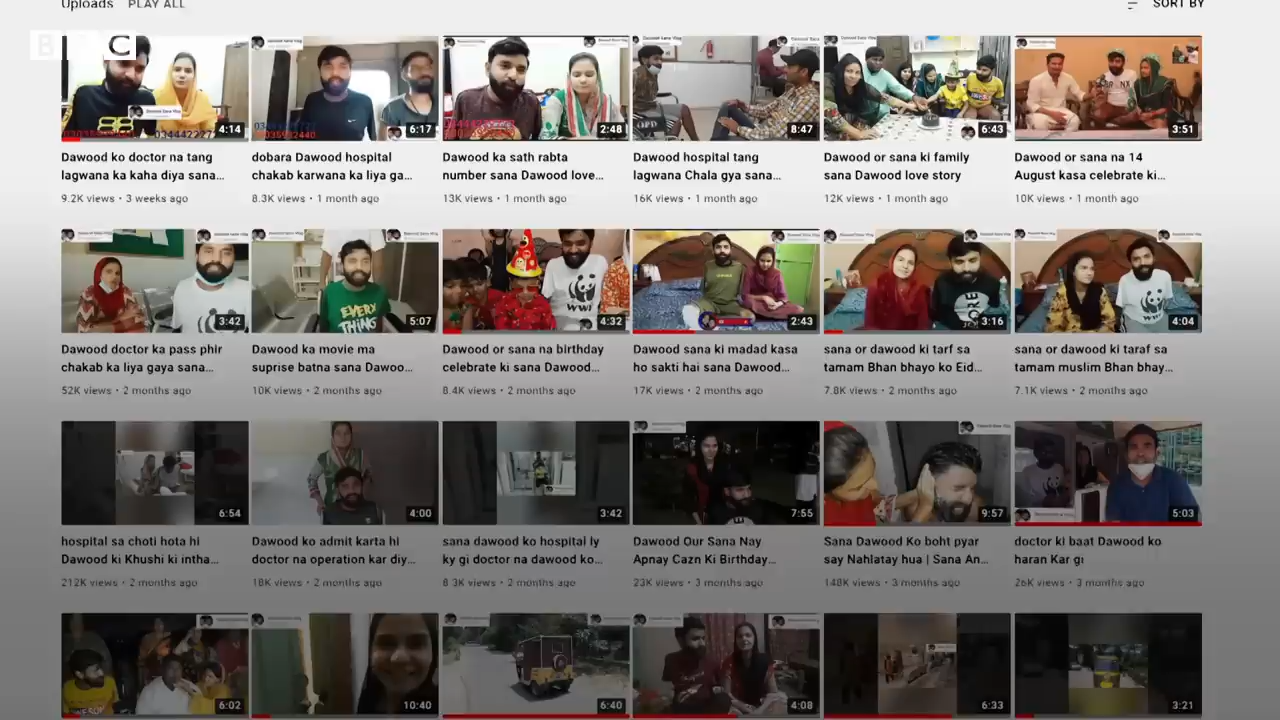 Uploads PLAY ALL SORT BY
BBC
4:14 6:17 2:48 8:47 6:43 3:51
Dawood ko doctor na tang
lagwana ka kaha diya sana...
9.2K views • 3 weeks ago
dobara Dawood hospital
chakab karwana ka liya ga...
8.3K views • 1 month ago
Dawood ka sath rabta
number sana Dawood love...
13K views • 1 month ago
Dawood hospital tang
lagwana Chala gya sana...
16K views • 1 month ago
Dawood or sana ki family
sana Dawood love story
12K views • 1 month ago
Dawood or sana na 14
August kasa celebrate ki...
10K views • 1 month ago
EVERY
THING
WWF
3:42 5:07 4:32 2:43 3:16 4:04
Dawood doctor ka pass phir
chakab ka liya gaya sana...
52K views • 2 months ago
Dawood ka movie ma
suprise batna sana Dawoo...
10K views • 2 months ago
Dawood or sana na birthday
celebrate ki sana Dawood...
8.4K views • 2 months ago
Dawood sana ki madad kasa
ho sakti hai sana Dawood...
17K views • 2 months ago
sana or dawood ki tarf sa
tamam Bhan bhayo ko Eid...
7.8K views • 2 months ago
sana or dawood ki taraf sa
tamam muslim Bhan bhay...
7.1K views • 2 months ago
6:54 4:00 3:42 7:55 9:57 5:03
hospital sa choti hota hi
Dawood ki Khushi ki intha...
212K views • 2 months ago
Dawood ko admit karta hi
doctor na operation kar diy...
18K views • 2 months ago
sana dawood ko hospital ly
ky gi doctor na dawood ko...
8.3K views • 2 months ago
Dawood Our Sana Nay
Apnay Cazn Ki Birthday...
23K views • 3 months ago
Sana Dawood Ko boht pyar
say Nahlatay hua | Sana An...
148K views • 3 months ago
doctor ki baat Dawood ko
haran Kar gi
26K views • 3 months ago
6:02 10:40 6:40 4:08 6:33 3:21